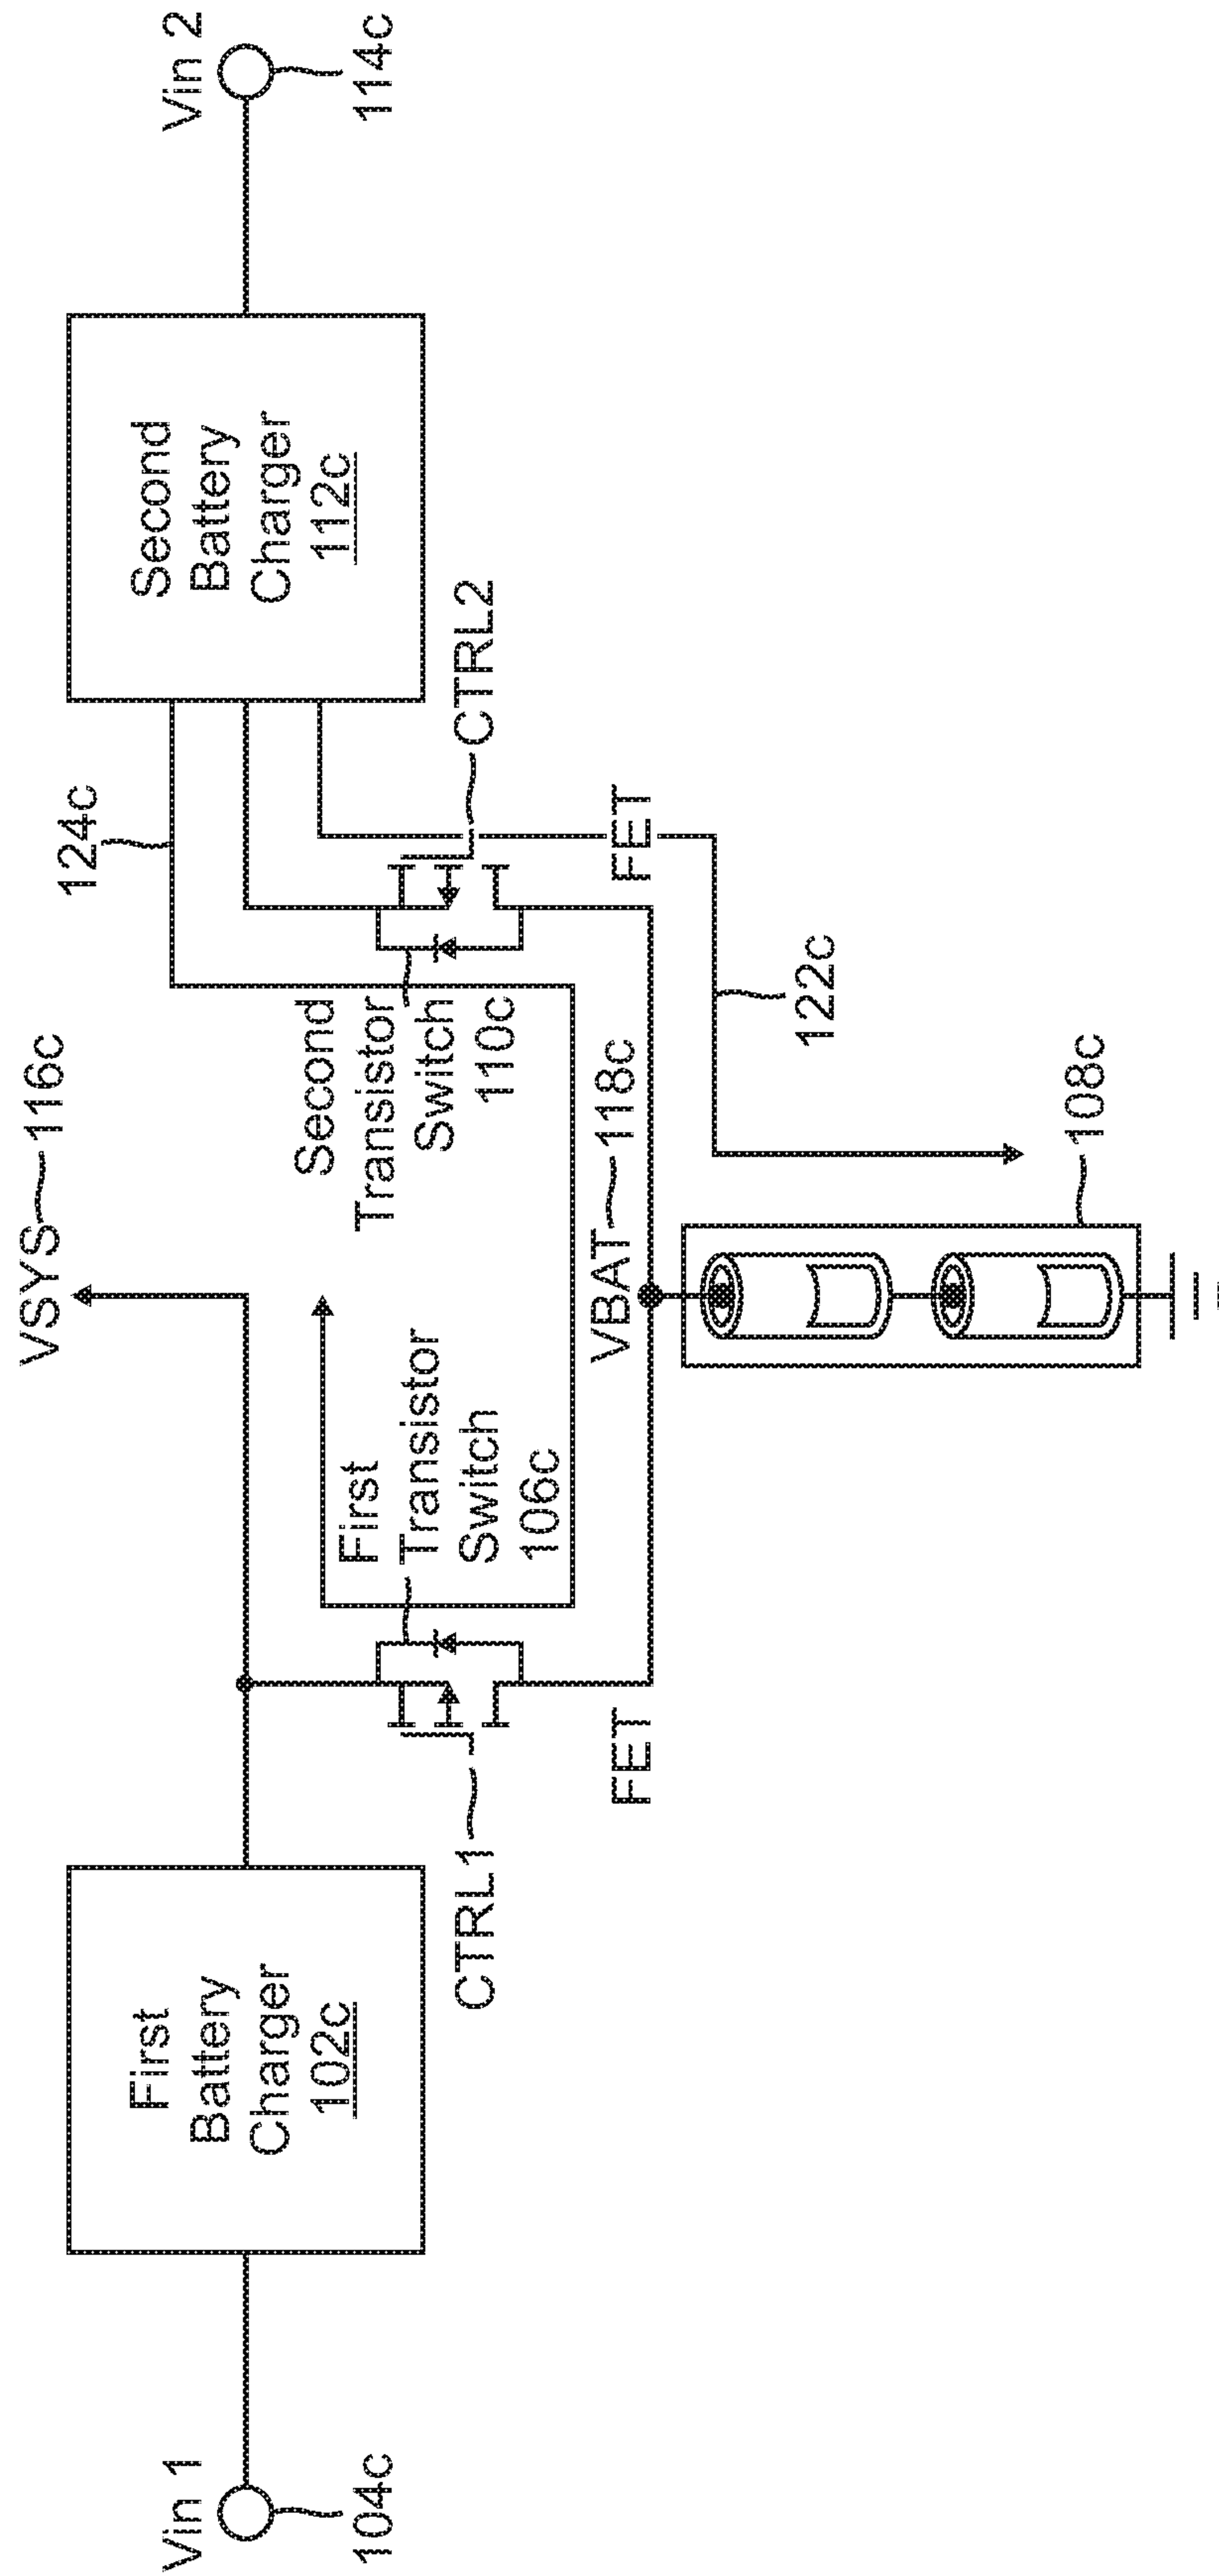 VSYS 116c
124c
Vin 1
104c
First
Battery
Charger
102c
CTRL1
FET
First
Transistor
Switch
106c
VBAT 118c
Second
Transistor
Switch
110c
CTRL2
FET
122c
108c
Second
Battery
Charger
112c
Vin 2
114c